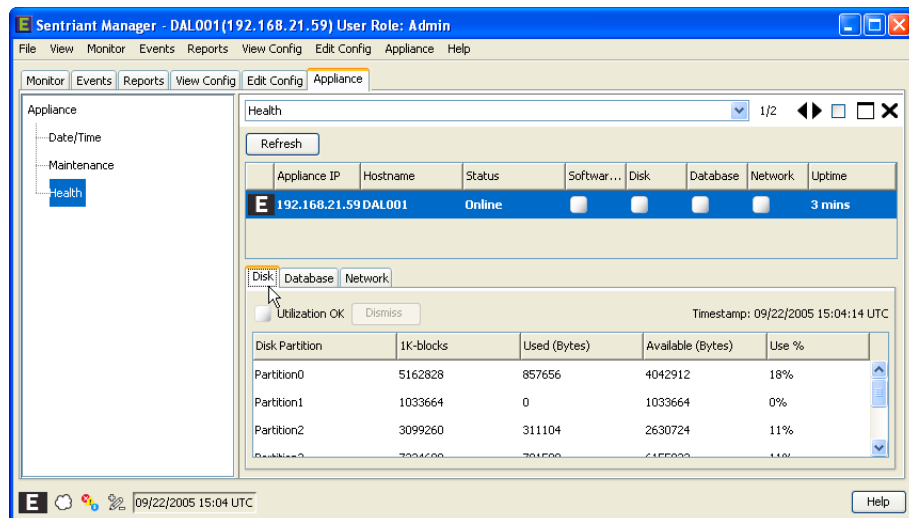 E Sentriant Manager - DAL001(192.168.21.59) User Role: Admin
File View Monitor Events Reports View Config Edit Config Appliance Help
Monitor Events Reports View Config Edit Config Appliance
Appliance
Date/Time
Maintenance
Health
Health 1/2
Refresh
Appliance IP Hostname Status Softwar... Disk Database Network Uptime
E 192.168.21.59 DAL001 Online 3 mins
Disk Database Network
Utilization OK Dismiss Timestamp: 09/22/2005 15:04:14 UTC
Disk Partition 1K-blocks Used (Bytes) Available (Bytes) Use %
Partition0 5162828 857656 4042912 18%
Partition1 1033664 0 1033664 0%
Partition2 3099260 311104 2630724 11%
E 09/22/2005 15:04 UTC Help